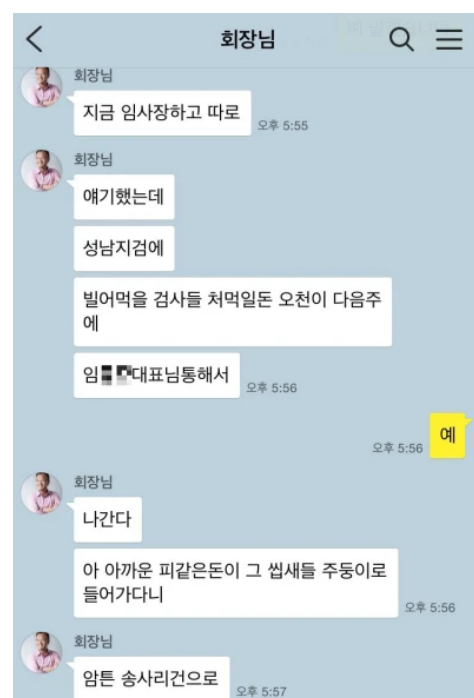 회장님
회장님
지금 임사장하고 따로
오후 5:55
회장님
얘기했는데
성남지검에
빌어먹을 검사들 처먹일돈 오천이 다음주
에
임 대표님통해서
오후 5:56
예
오후 5:56
회장님
나간다
아 아까운 피같은돈이 그 씹새들 주둥이로
들어가다니
오후 5:56
회장님
암튼 송사리건으로
오후 5:57